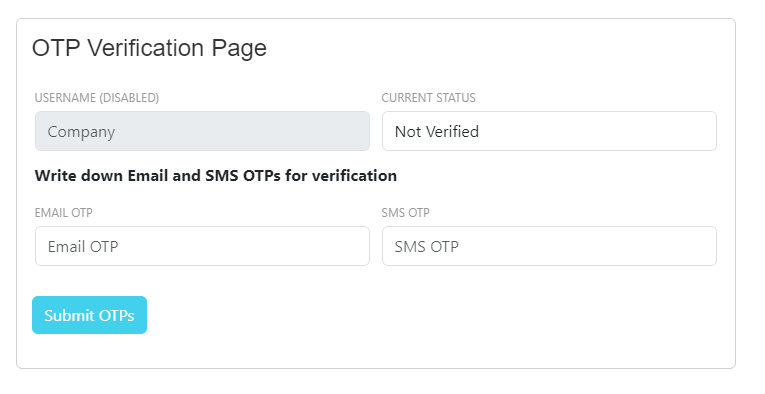 OTP Verification Page
USERNAME (DISABLED) CURRENT STATUS
Company Not Verified
Write down Email and SMS OTPs for verification
EMAIL OTP SMS OTP
Email OTP SMS OTP
Submit OTPs